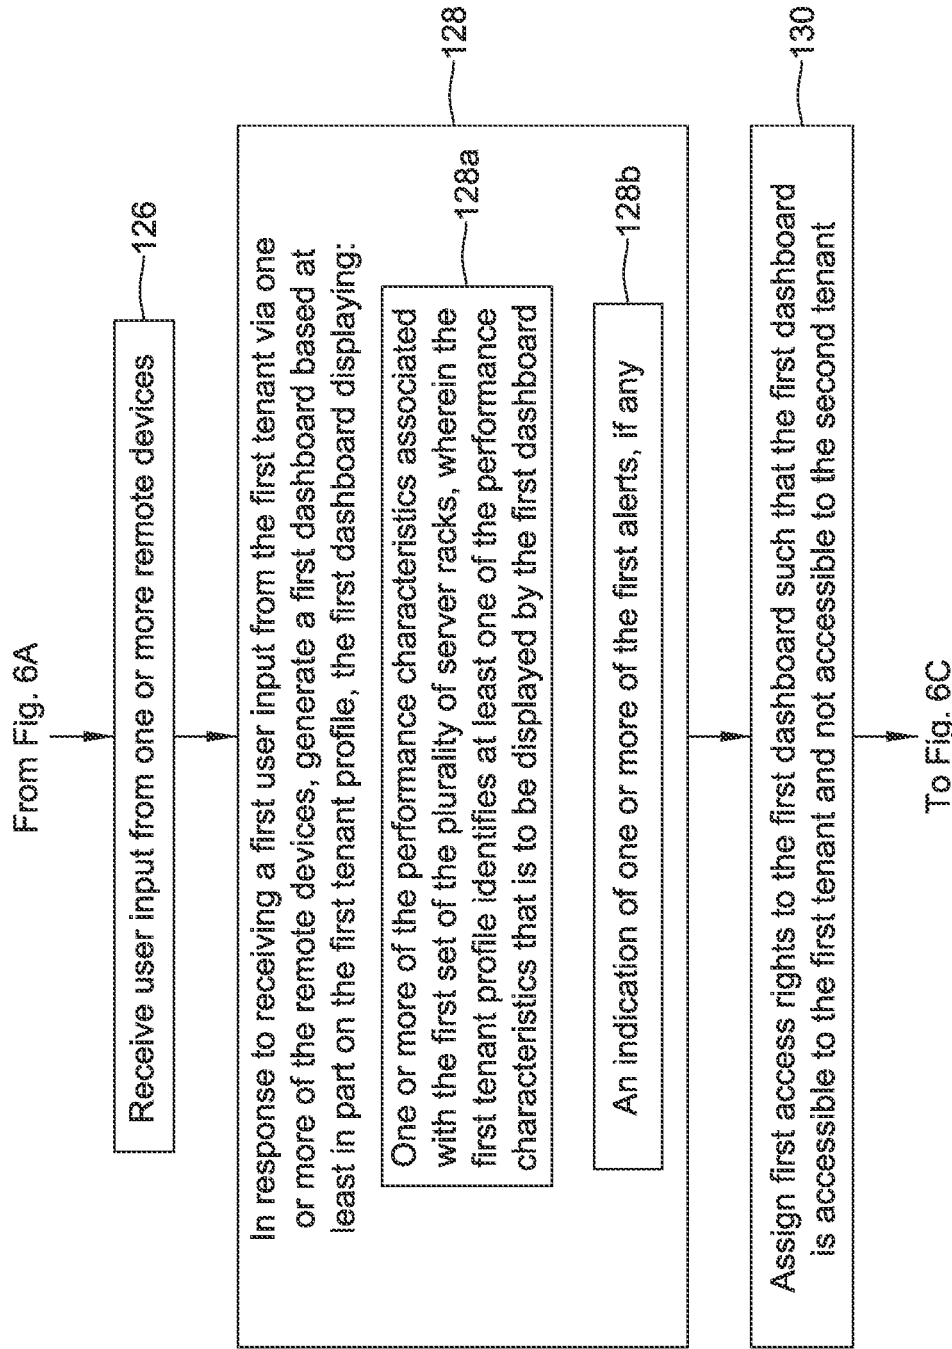 From Fig. 6A
Receive user input from one or more remote devices
126
In response to receiving a first user input from the first tenant via one
or more of the remote devices, generate a first dashboard based at
least in part on the first tenant profile, the first dashboard displaying:
128
One or more of the performance characteristics associated
with the first set of the plurality of server racks, wherein the
first tenant profile identifies at least one of the performance
characteristics that is to be displayed by the first dashboard
128a
An indication of one or more of the first alerts, if any
128b
Assign first access rights to the first dashboard such that the first dashboard
is accessible to the first tenant and not accessible to the second tenant
130
To Fig. 6C